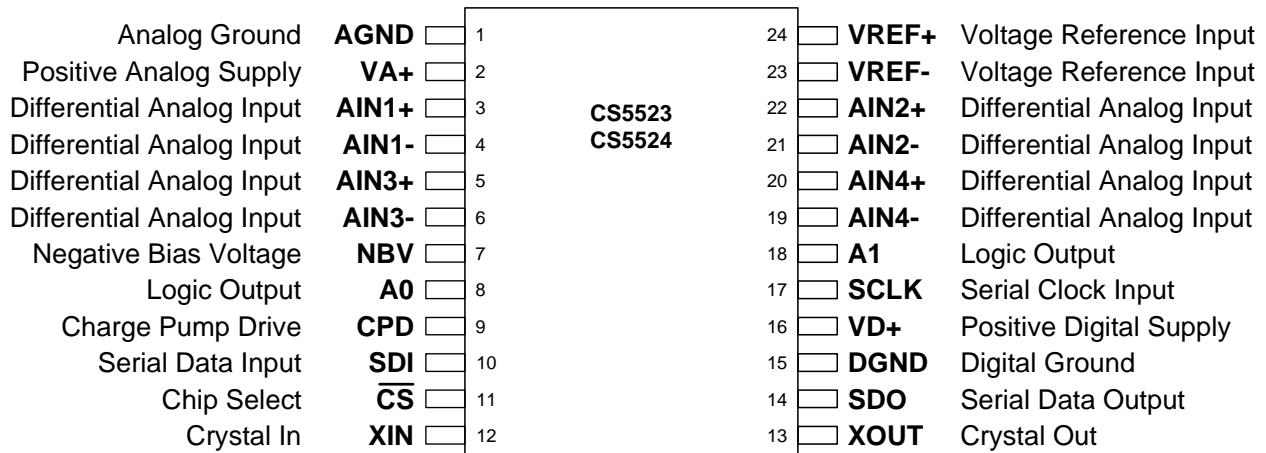 Analog Ground AGND 1 24 VREF+ Voltage Reference Input
Positive Analog Supply VA+ 2 23 VREF- Voltage Reference Input
Differential Analog Input AIN1+ 3 CS5523 22 AIN2+ Differential Analog Input
Differential Analog Input AIN1- 4 CS5524 21 AIN2- Differential Analog Input
Differential Analog Input AIN3+ 5 20 AIN4+ Differential Analog Input
Differential Analog Input AIN3- 6 19 AIN4- Differential Analog Input
Negative Bias Voltage NBV 7 18 A1 Logic Output
Logic Output A0 8 17 SCLK Serial Clock Input
Charge Pump Drive CPD 9 16 VD+ Positive Digital Supply
Serial Data Input SDI 10 15 DGND Digital Ground
Chip Select C̅S̅ 11 14 SDO Serial Data Output
Crystal In XIN 12 13 XOUT Crystal Out